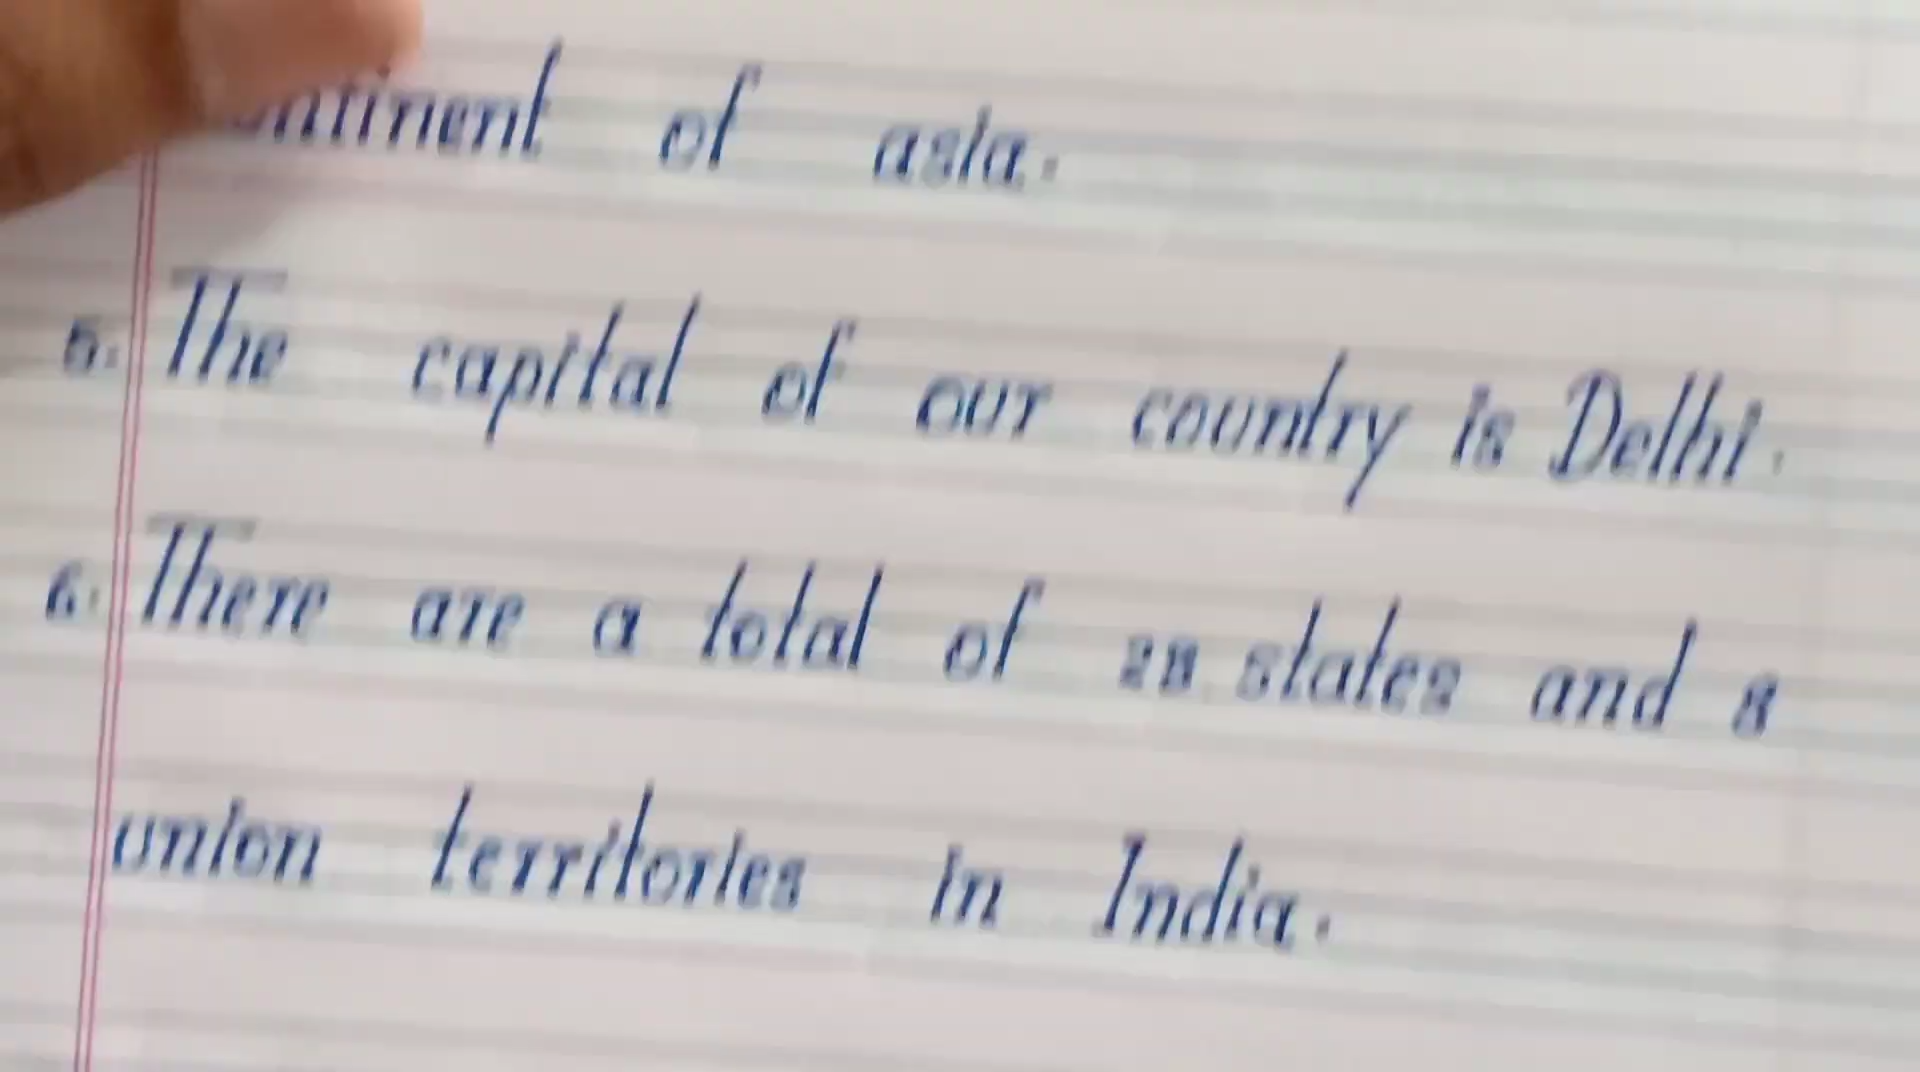 of asia.
5. The capital of our country is Delhi.
6. There are a total of 28 states and 8
union territories in India.